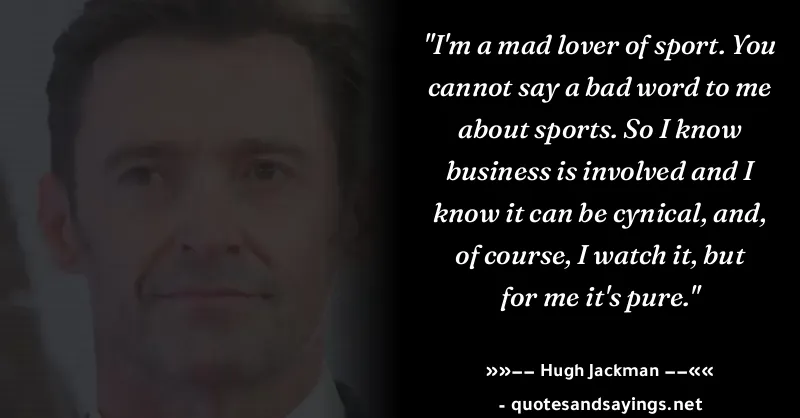 "I'm a mad lover of sport. You
cannot say a bad word to me
about sports. So I know
business is involved and I
know it can be cynical, and,
of course, I watch it, but
for me it's pure."
»»−− Hugh Jackman −−««
- quotesandsayings.net